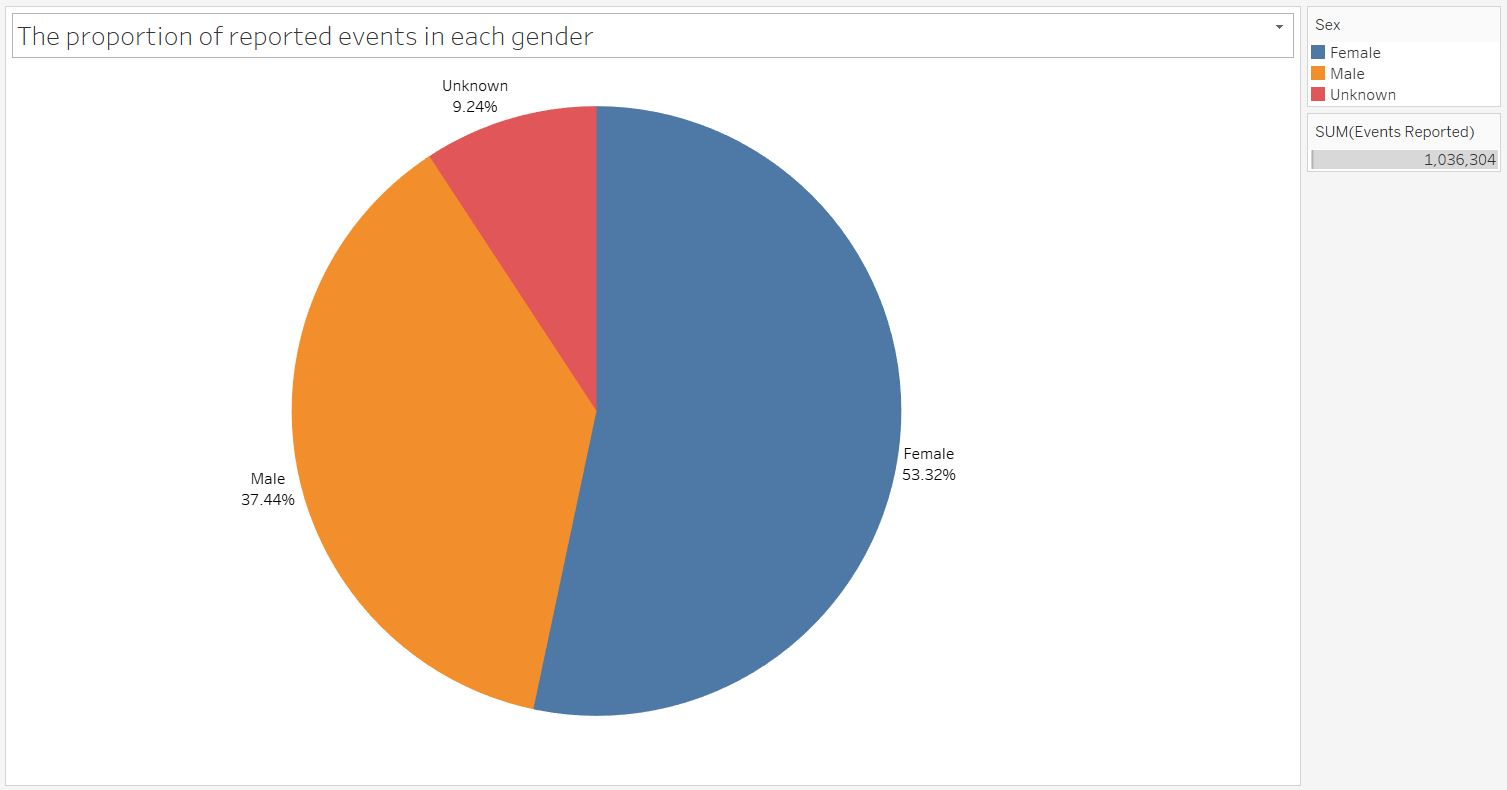 The proportion of reported events in each gender
Unknown
9.24%
Male
37.44%
Female
53.32%
Sex
Female
Male
Unknown
SUM(Events Reported)
1,036,304